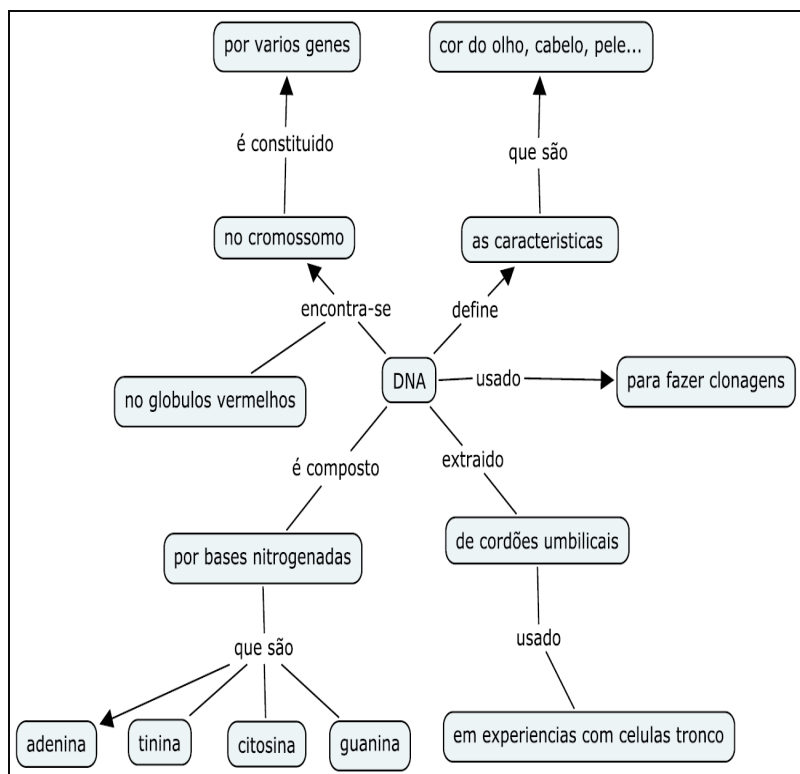 por varios genes
cor do olho, cabelo, pele...
é constituido
que são
no cromossomo
as caracteristicas
encontra-se
define
DNA
usado
para fazer clonagens
no globulos vermelhos
é composto
extraido
por bases nitrogenadas
de cordões umbilicais
que são
usado
adenina
tinina
citosina
guanina
em experiencias com celulas tronco